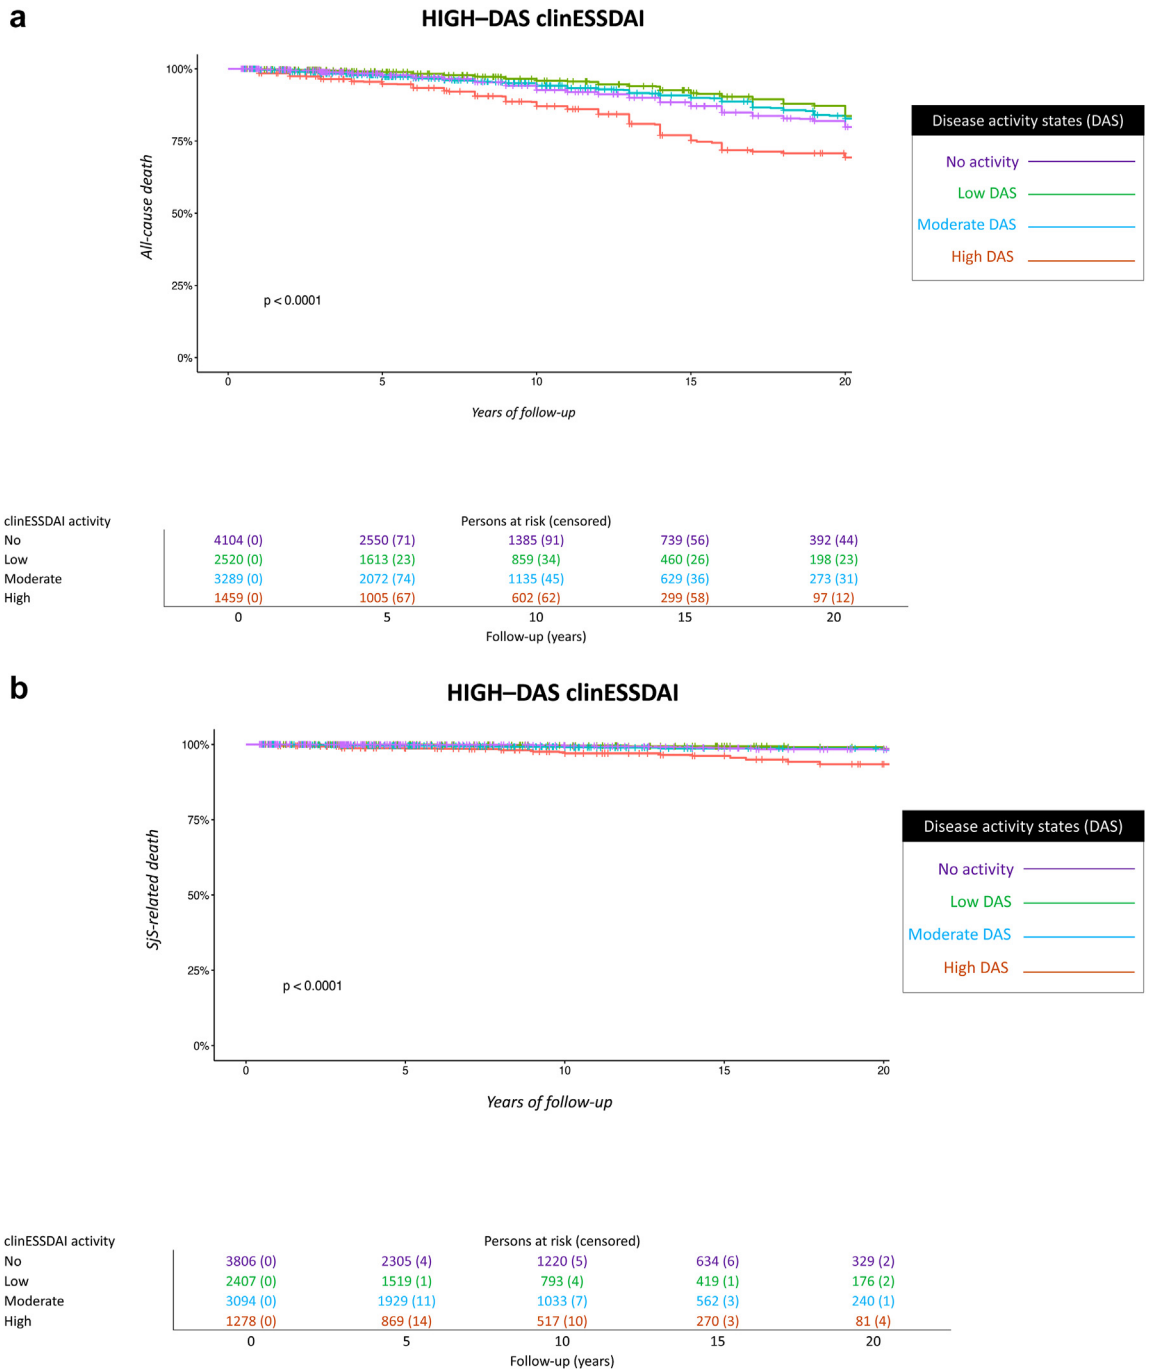 a
HIGH–DAS clinESSDAI
100%
75%
50%
25%
0%
All-cause death
p < 0.0001
0 5 10 15 20
Years of follow-up
Disease activity states (DAS)
No activity
Low DAS
Moderate DAS
High DAS
clinESSDAI activity Persons at risk (censored)
No 4104 (0) 2550 (71) 1385 (91) 739 (56) 392 (44)
Low 2520 (0) 1613 (23) 859 (34) 460 (26) 198 (23)
Moderate 3289 (0) 2072 (74) 1135 (45) 629 (36) 273 (31)
High 1459 (0) 1005 (67) 602 (62) 299 (58) 97 (12)
0 5 10 15 20
Follow-up (years)
b
HIGH–DAS clinESSDAI
100%
75%
50%
25%
0%
SjS-related death
p < 0.0001
0 5 10 15 20
Years of follow-up
Disease activity states (DAS)
No activity
Low DAS
Moderate DAS
High DAS
clinESSDAI activity Persons at risk (censored)
No 3806 (0) 2305 (4) 1220 (5) 634 (6) 329 (2)
Low 2407 (0) 1519 (1) 793 (4) 419 (1) 176 (2)
Moderate 3094 (0) 1929 (11) 1033 (7) 562 (3) 240 (1)
High 1278 (0) 869 (14) 517 (10) 270 (3) 81 (4)
0 5 10 15 20
Follow-up (years)